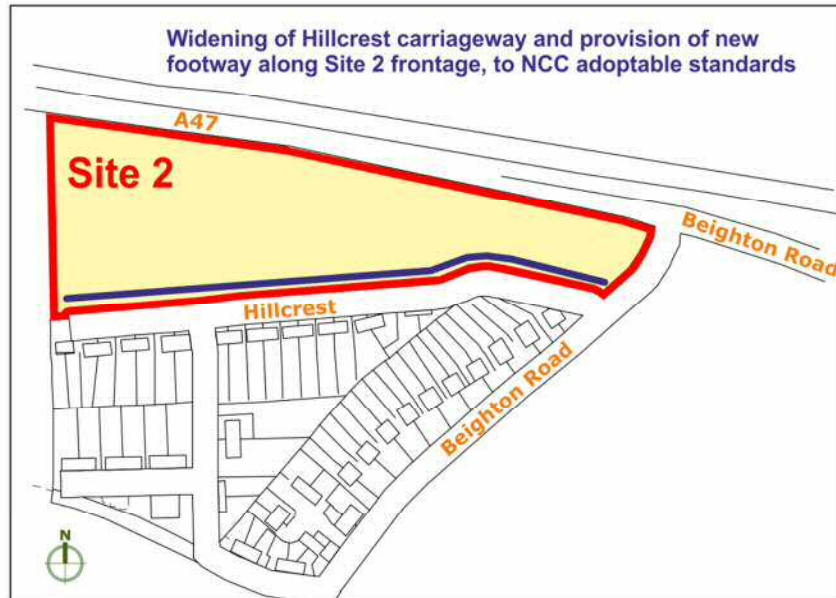 Widening of Hillcrest carriageway and provision of new
footway along Site 2 frontage, to NCC adoptable standards
A47
Site 2
Beighton Road
Hillcrest
Beighton Road
N